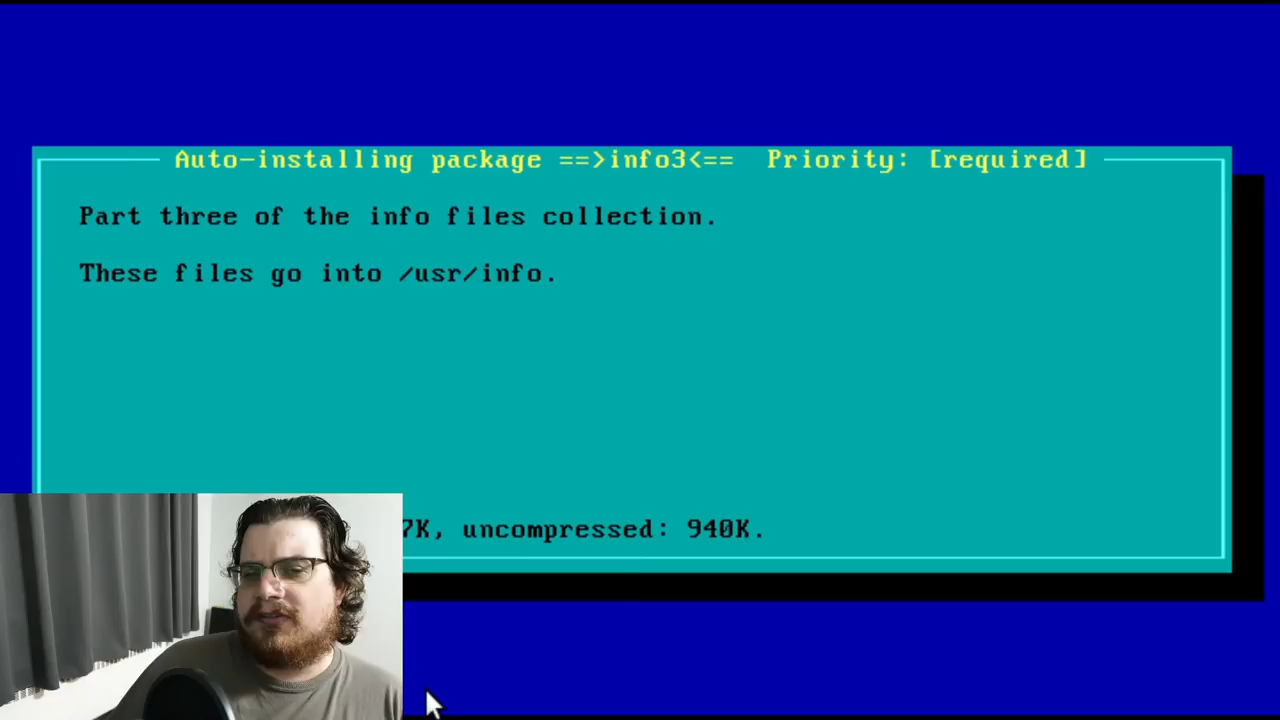 Auto-installing package ==>info3<== Priority: [required]
Part three of the info files collection.
These files go into /usr/info.
7K, uncompressed: 940K.